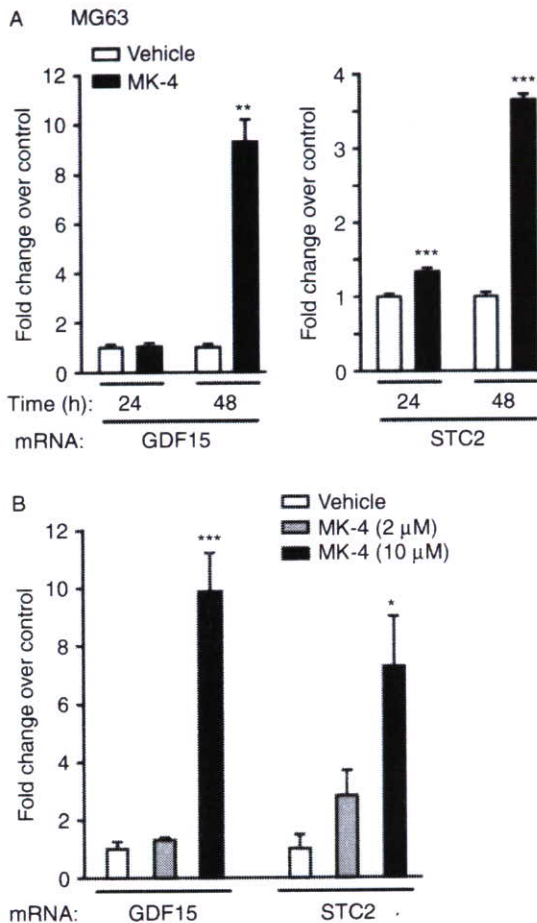 A MG63
Vehicle
MK-4
Fold change over control
12
10
8
6
4
2
0
**
Fold change over control
4
3
2
1
0
***
***
Time (h): 24 48 24 48
mRNA: GDF15 STC2
B
Vehicle
MK-4 (2 µM)
MK-4 (10 µM)
Fold change over control
12
10
8
6
4
2
0
***
*
mRNA: GDF15 STC2